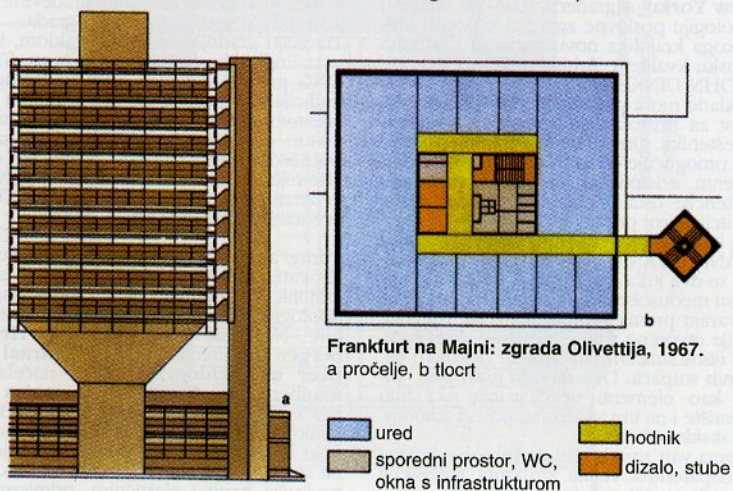 a
b
Frankfurt na Majni: zgrada Olivettija, 1967.
a pročelje, b tlocrt
ured
hodnik
sporedni prostor, WC,
okna s infrastrukturom
dizalo, stube